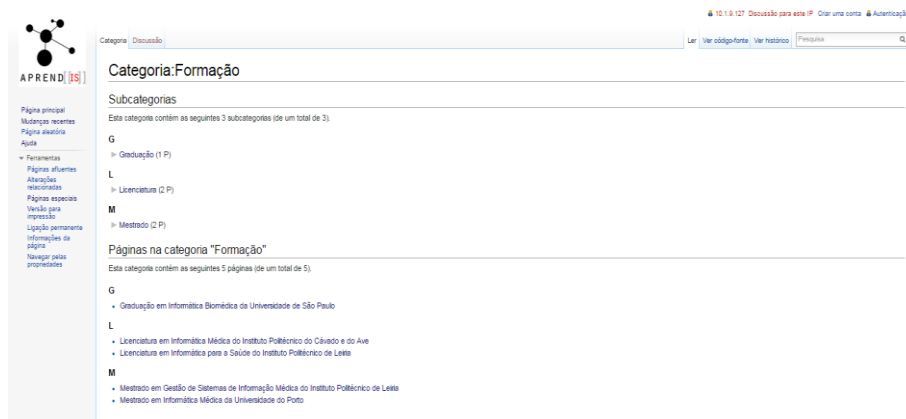 10.1.9.127 Discussão para este IP Criar uma conta Autenticaçã
Categoria Discussão
Ler Ver código-fonte Ver histórico Pesquisa
APREND[[IS]]
Categoria:Formação
Subcategorias
Esta categoria contém as seguintes 3 subcategorias (de um total de 3).
G
Graduação (1 P)
L
Licenciatura (2 P)
M
Mestrado (2 P)
Páginas na categoria "Formação"
Esta categoria contém as seguintes 5 páginas (de um total de 5).
G
Graduação em Informática Biomédica da Universidade de São Paulo
L
Licenciatura em Informática Médica do Instituto Politécnico do Cávado e do Ave
Licenciatura em Informática para a Saúde do Instituto Politécnico de Leiria
M
Mestrado em Gestão de Sistemas de Informação Médica do Instituto Politécnico de Leiria
Mestrado em Informática Médica da Universidade do Porto
Página principal
Mudanças recentes
Página aleatória
Ajuda
Ferramentas
Páginas afluentes
Alterações
relacionadas
Páginas especiais
Versão para
impressão
Ligação permanente
Informações da
página
Navegar pelas
propriedades